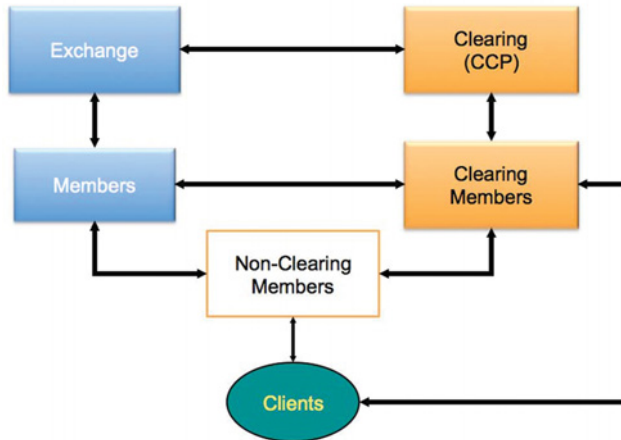 Exchange
Clearing
(CCP)
Members
Clearing
Members
Non-Clearing
Members
Clients